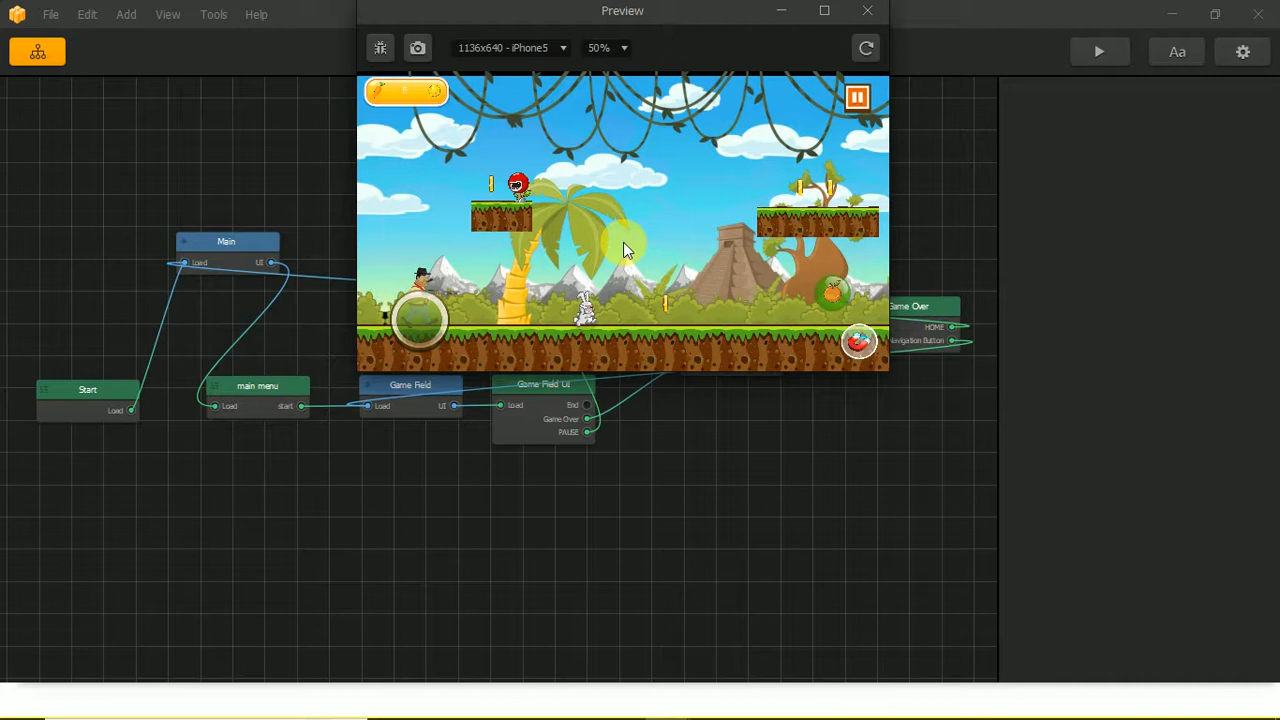 File Edit View Add Tools Help
Preview
1136x640 - iPhone5 50%
Aa
Main
Load UI
Start
Load
main menu
Load start
Game Field
Load UI
Game Field UI
Load End
Game Over
PAUSE
Game Over
HOME
Navigation Button